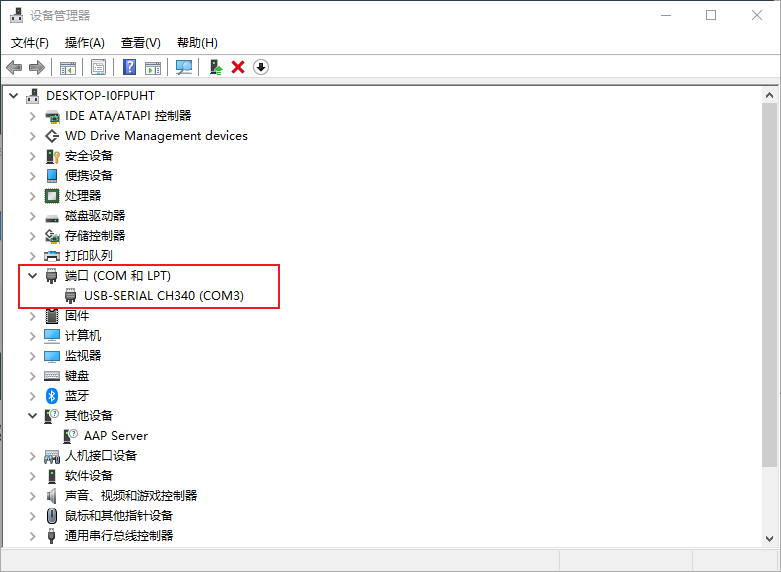 设备管理器
文件(F) 操作(A) 查看(V) 帮助(H)
DESKTOP-I0FPUHT
IDE ATA/ATAPI 控制器
WD Drive Management devices
安全设备
便携设备
处理器
磁盘驱动器
存储控制器
打印队列
端口 (COM 和 LPT)
USB-SERIAL CH340 (COM3)
固件
计算机
监视器
键盘
蓝牙
其他设备
AAP Server
人机接口设备
软件设备
声音、视频和游戏控制器
鼠标和其他指针设备
通用串行总线控制器